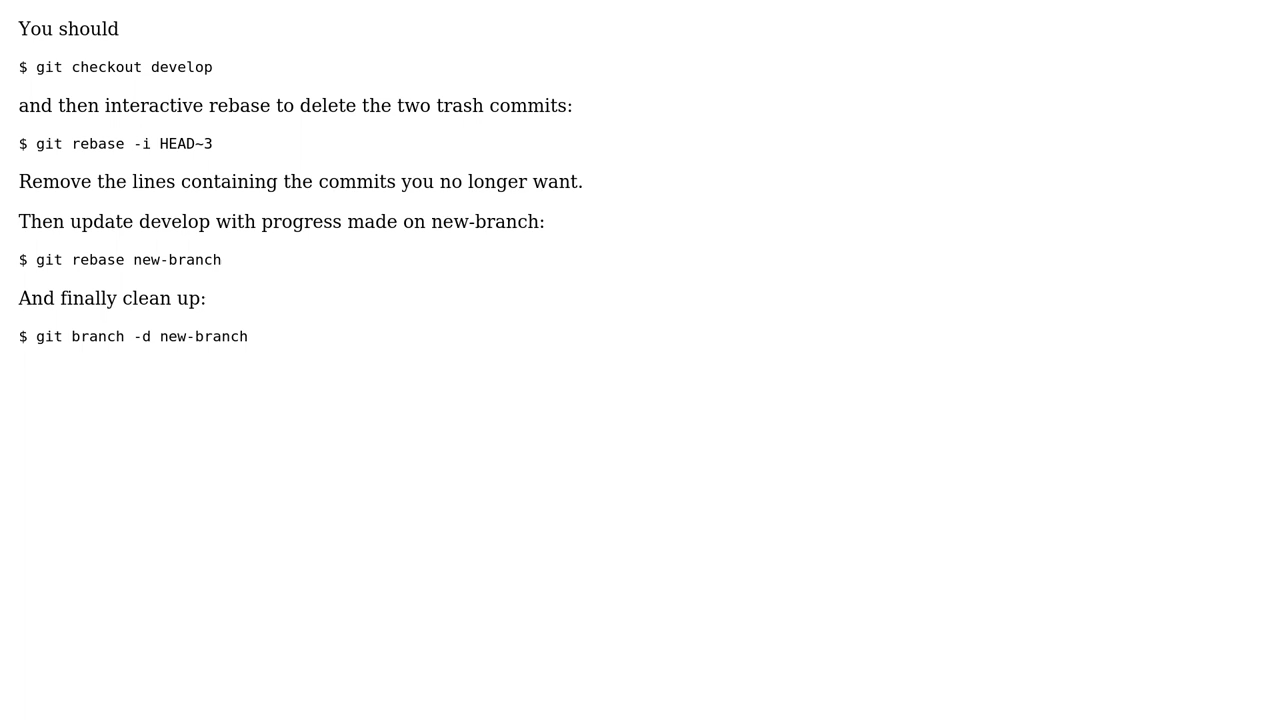 You should
$ git checkout develop
and then interactive rebase to delete the two trash commits:
$ git rebase -i HEAD~3
Remove the lines containing the commits you no longer want.
Then update develop with progress made on new-branch:
$ git rebase new-branch
And finally clean up:
$ git branch -d new-branch